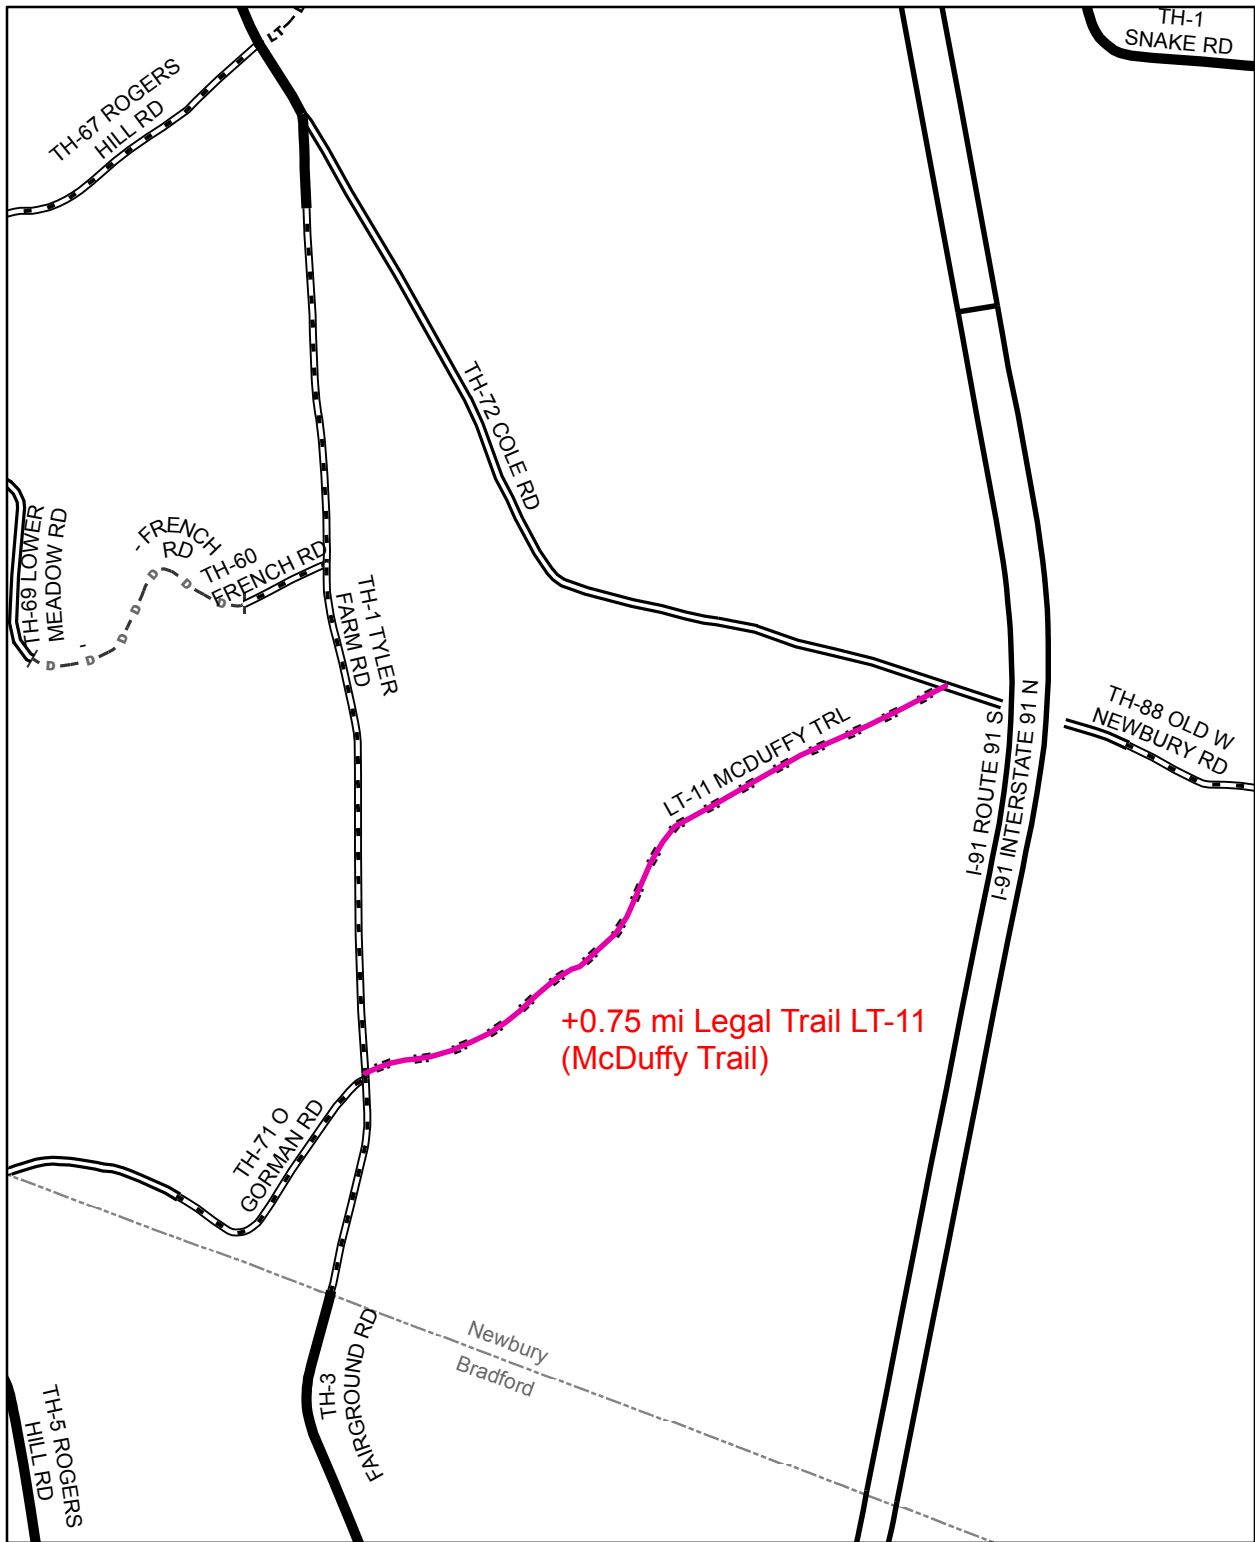 TH-1
SNAKE RD
LT
TH-67 ROGERS
HILL RD
TH-72 COLE RD
- FRENCH
RD
TH-60
FRENCH RD
TH-69 LOWER
MEADOW RD
-
D
D
D
D
D
D
D
TH-1 TYLER
FARM RD
LT-11 MCDUFFY TRL
I-91 ROUTE 91 S
I-91 INTERSTATE 91 N
TH-88 OLD W
NEWBURY RD
+0.75 mi Legal Trail LT-11
(McDuffy Trail)
TH-71 O
GORMAN RD
Newbury
Bradford
TH-3
FAIRGROUND RD
TH-5 ROGERS
HILL RD